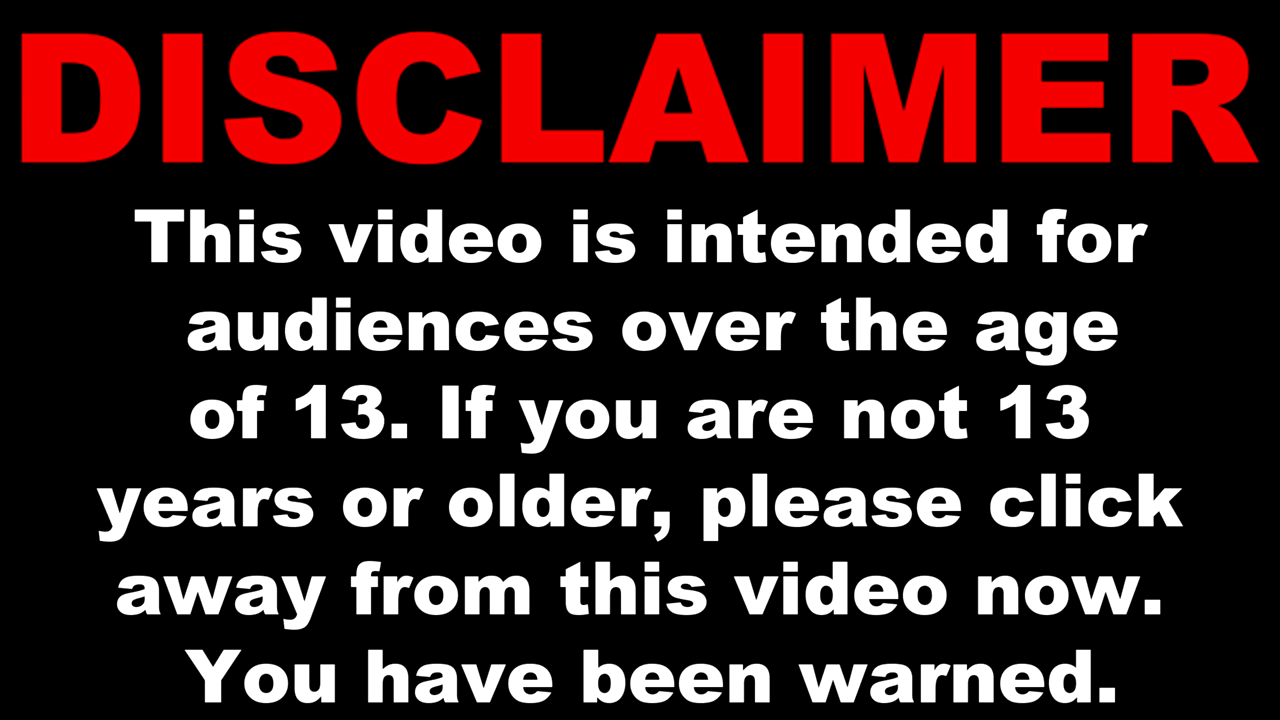 DISCLAIMER
This video is intended for
audiences over the age
of 13. If you are not 13
years or older, please click
away from this video now.
You have been warned.